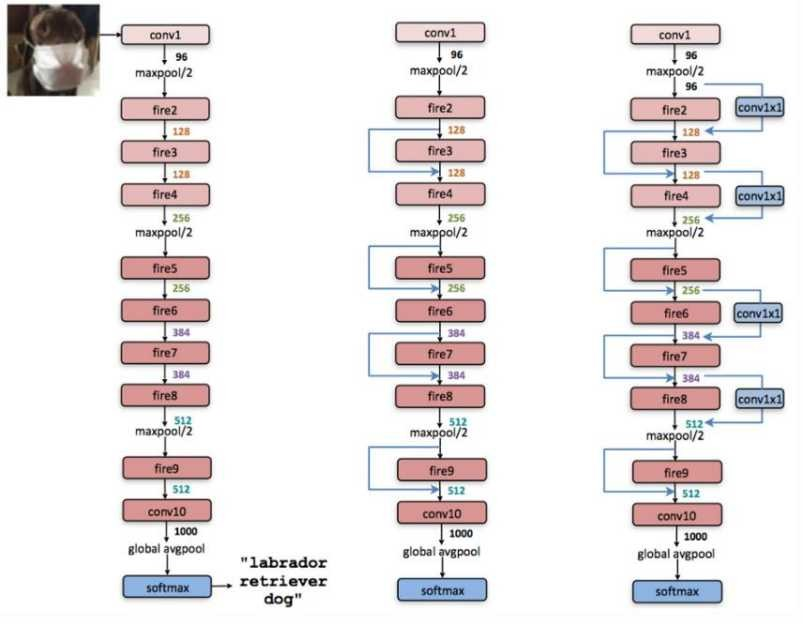 conv1
96
maxpool/2
fire2
128
fire3
128
fire4
256
maxpool/2
fire5
256
fire6
384
fire7
384
fire8
512
maxpool/2
fire9
512
conv10
1000
global avgpool
softmax
"labrador
retriever
dog"
conv1
96
maxpool/2
fire2
128
fire3
128
fire4
256
maxpool/2
fire5
256
fire6
384
fire7
384
fire8
512
maxpool/2
fire9
512
conv10
1000
global avgpool
softmax
conv1
96
maxpool/2
96
conv1x1
fire2
128
fire3
128
conv1x1
fire4
256
maxpool/2
fire5
256
conv1x1
fire6
384
fire7
384
conv1x1
fire8
512
maxpool/2
fire9
512
conv10
1000
global avgpool
softmax